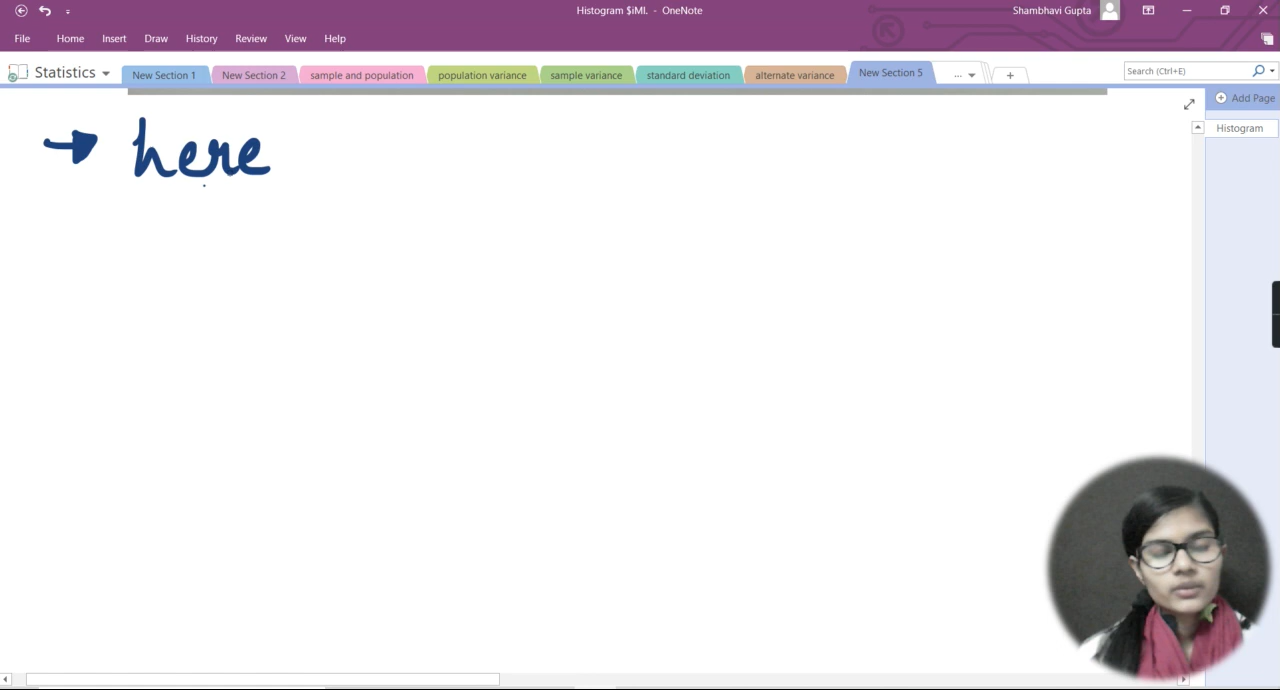 Histogram $iMl. - OneNote
Shambhavi Gupta
File Home Insert Draw History Review View Help
Statistics
New Section 1 New Section 2 sample and population population variance sample variance standard deviation alternate variance New Section 5 ... +
Search (Ctrl+E)
Add Page
Histogram
→ here